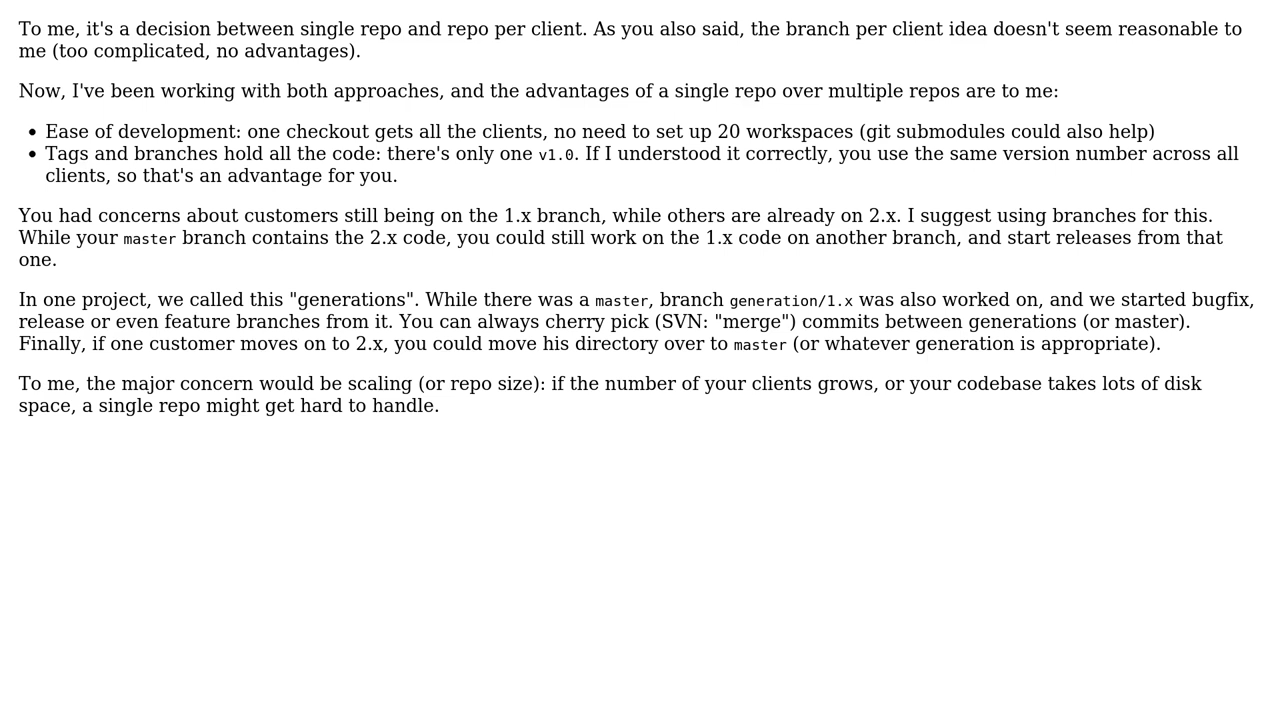 To me, it's a decision between single repo and repo per client. As you also said, the branch per client idea doesn't seem reasonable to
me (too complicated, no advantages).
Now, I've been working with both approaches, and the advantages of a single repo over multiple repos are to me:
• Ease of development: one checkout gets all the clients, no need to set up 20 workspaces (git submodules could also help)
• Tags and branches hold all the code: there's only one v1.0. If I understood it correctly, you use the same version number across all
clients, so that's an advantage for you.
You had concerns about customers still being on the 1.x branch, while others are already on 2.x. I suggest using branches for this.
While your master branch contains the 2.x code, you could still work on the 1.x code on another branch, and start releases from that
one.
In one project, we called this "generations". While there was a master, branch generation/1.x was also worked on, and we started bugfix,
release or even feature branches from it. You can always cherry pick (SVN: "merge") commits between generations (or master).
Finally, if one customer moves on to 2.x, you could move his directory over to master (or whatever generation is appropriate).
To me, the major concern would be scaling (or repo size): if the number of your clients grows, or your codebase takes lots of disk
space, a single repo might get hard to handle.